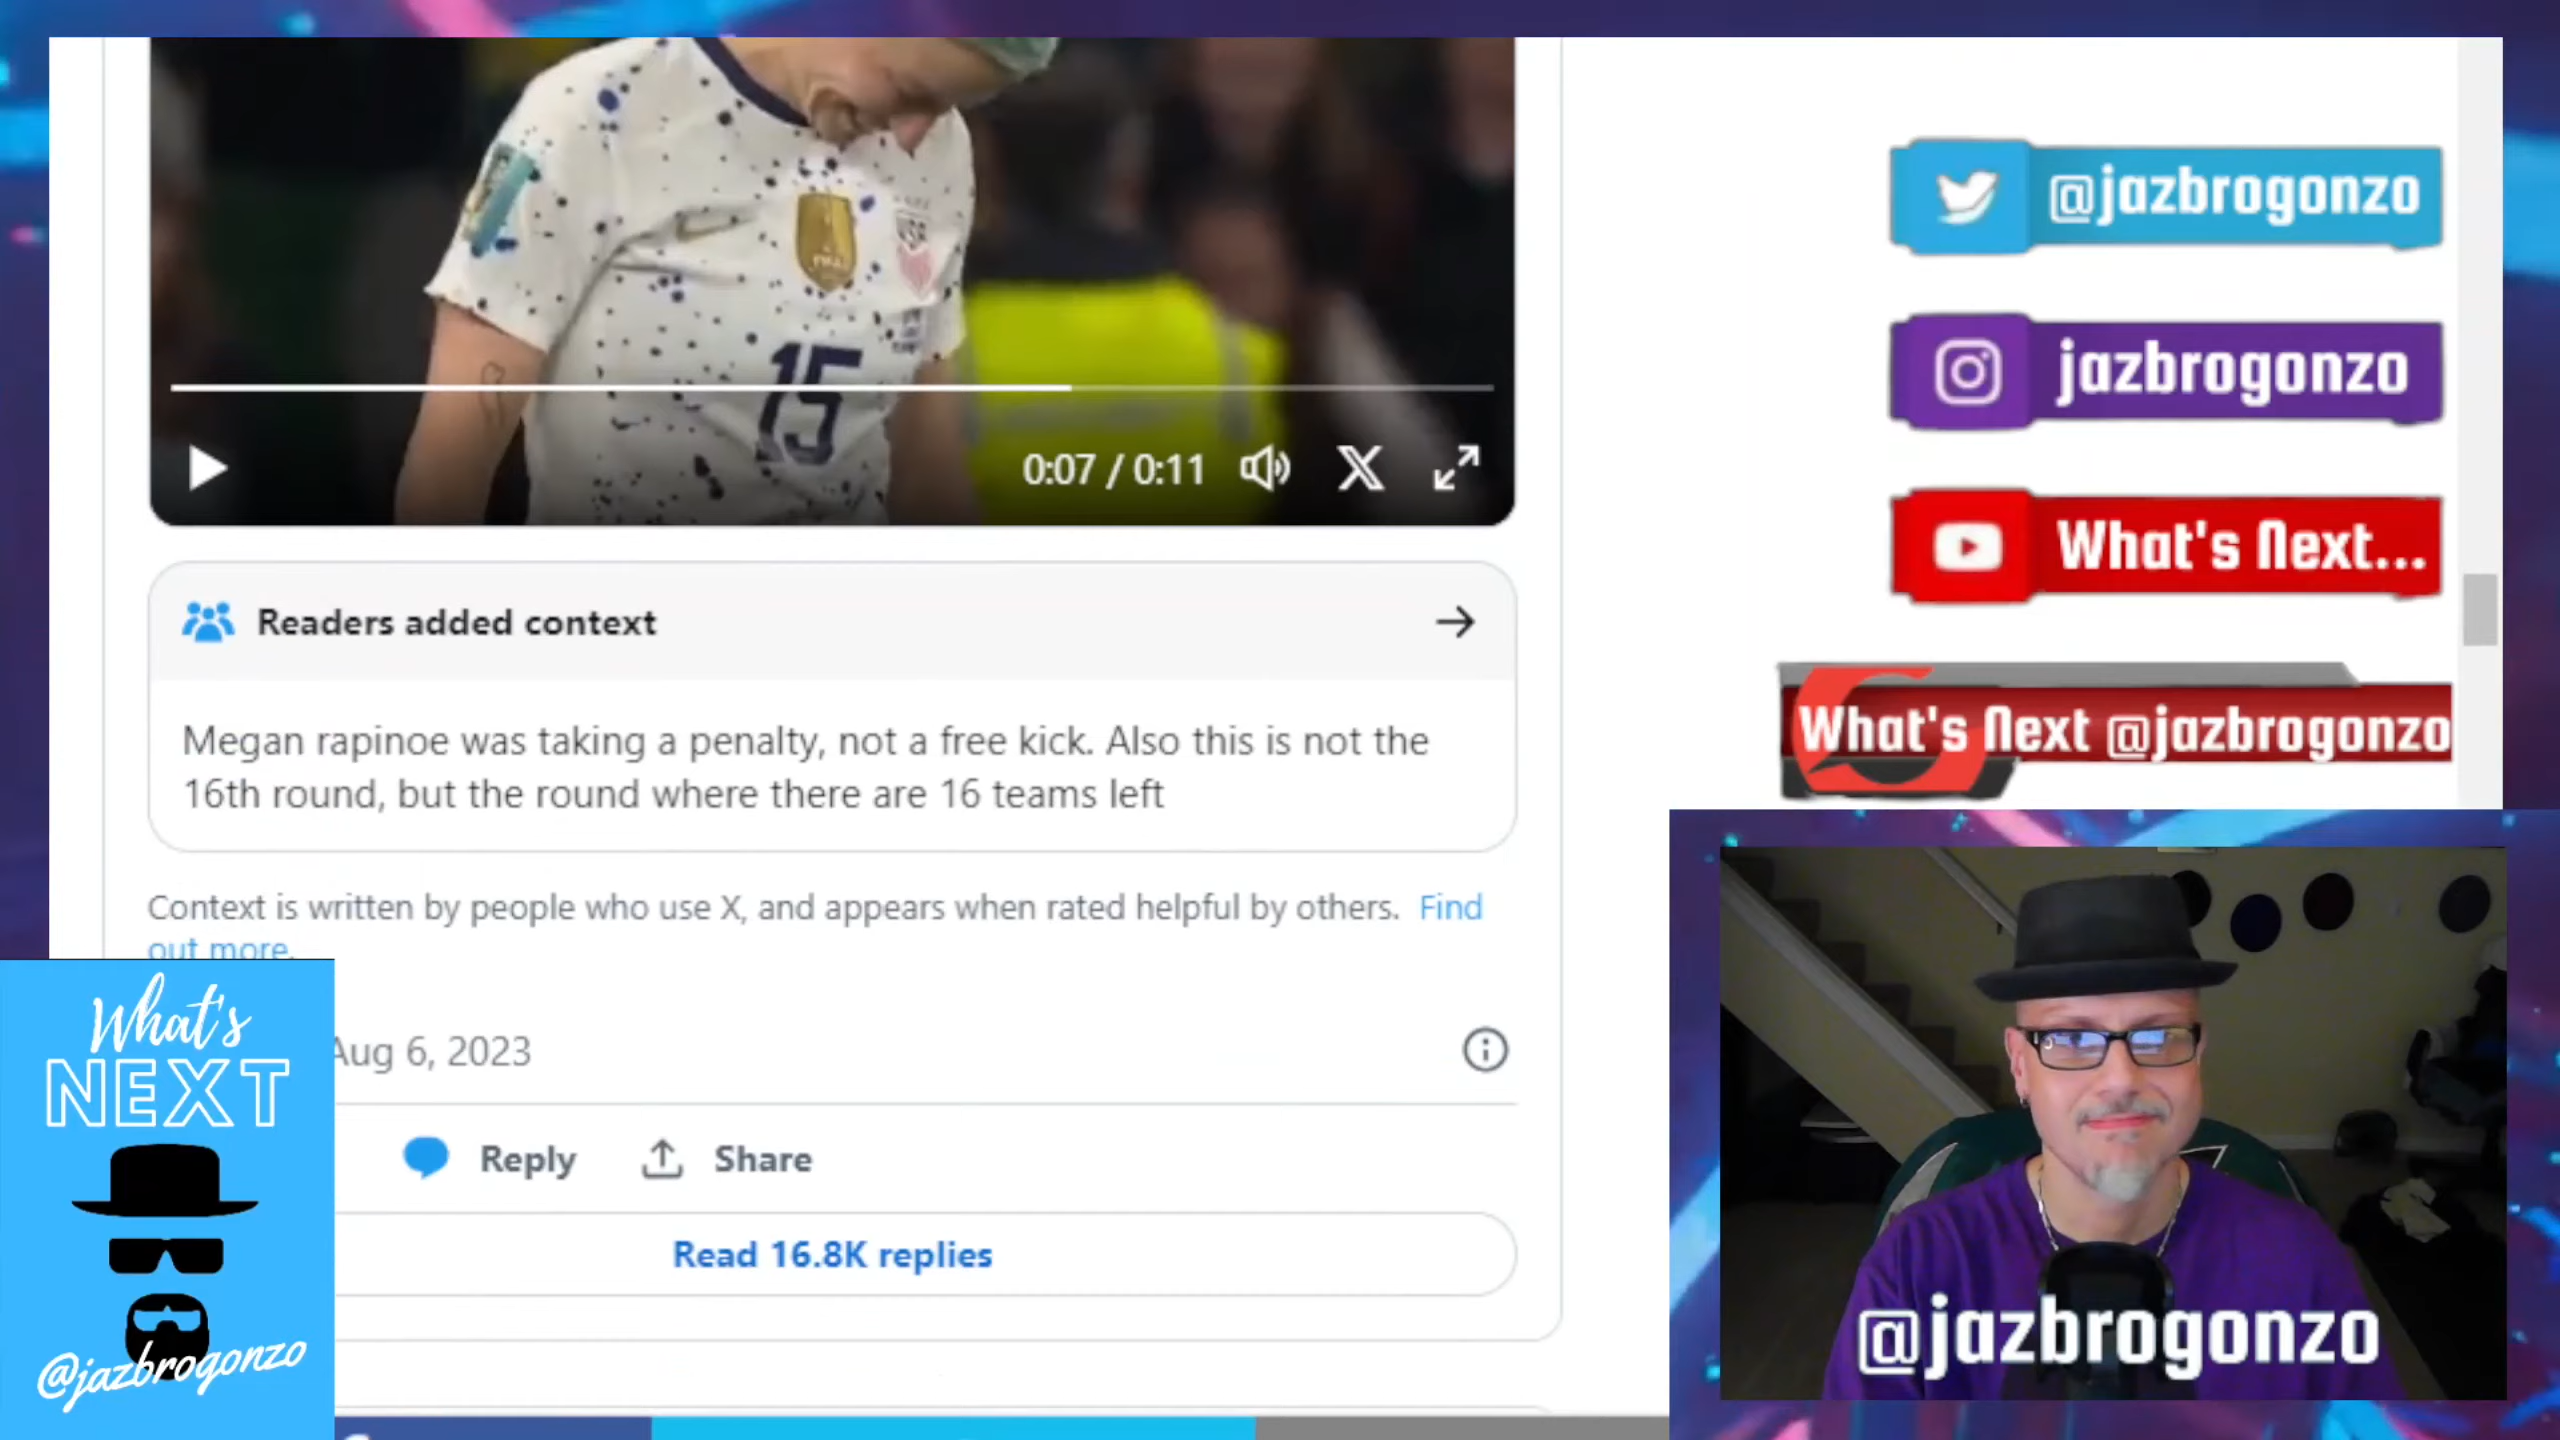 @jazbrogonzo
jazbrogonzo
What's Next...
What's Next @jazbrogonzo
15
0:07 / 0:11
Readers added context
Megan rapinoe was taking a penalty, not a free kick. Also this is not the
16th round, but the round where there are 16 teams left
Context is written by people who use X, and appears when rated helpful by others. Find
out more.
Aug 6, 2023
Reply
Share
Read 16.8K replies
What's
NEXT
@jazbrogonzo
@jazbrogonzo